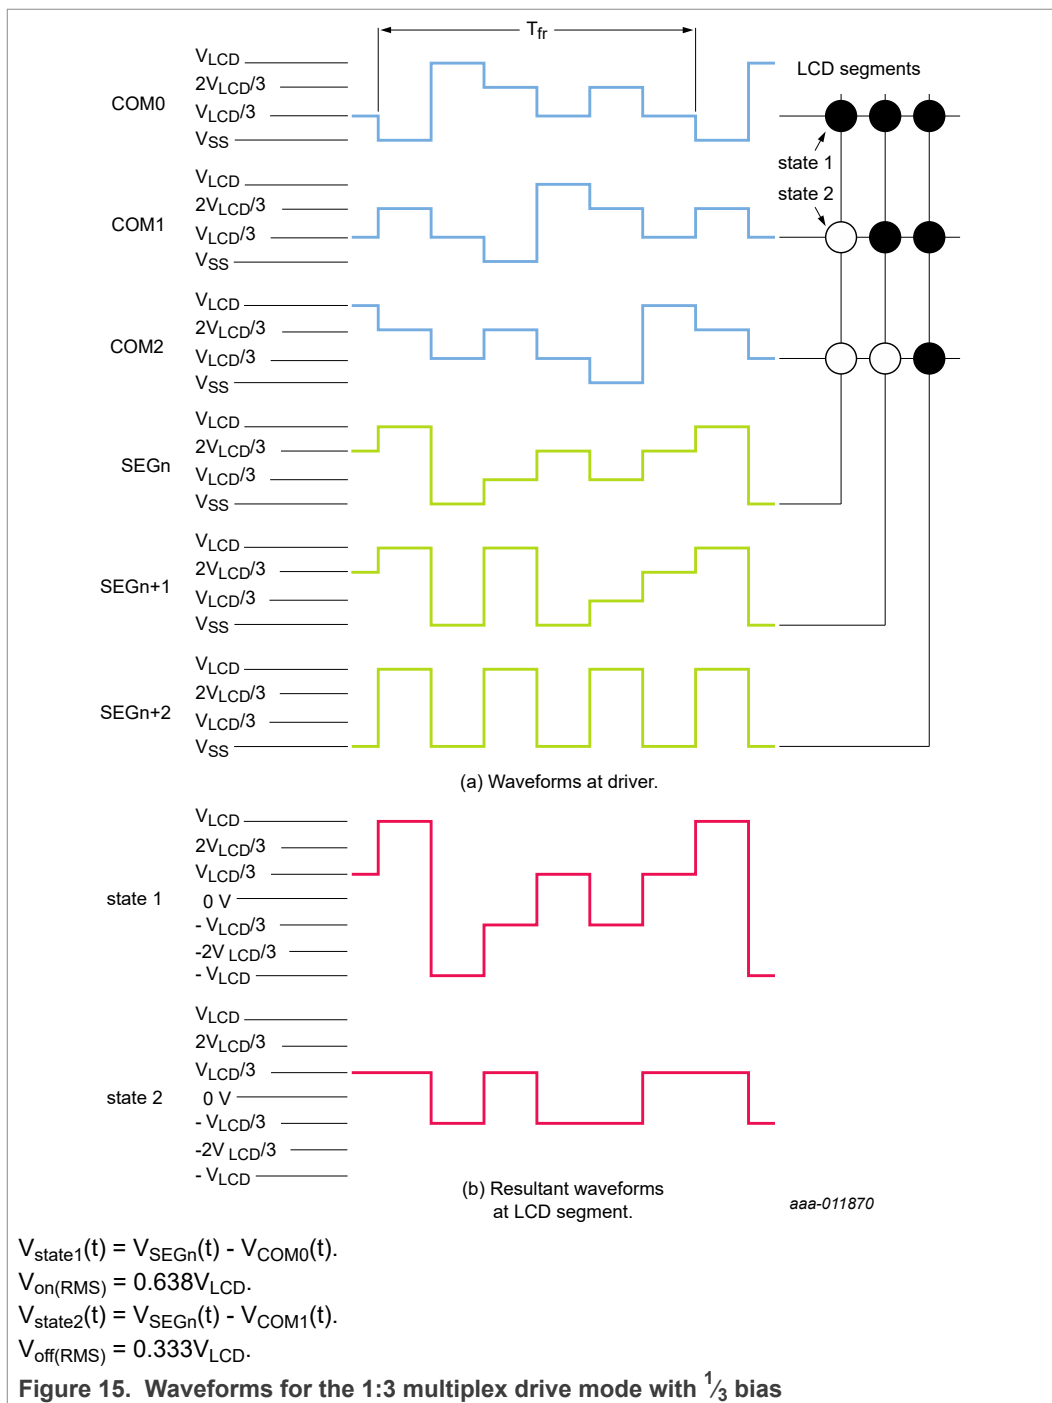 Tfr
VLCD
2VLCD/3
COM0
VLCD/3
VSS
LCD segments
state 1
state 2
VLCD
2VLCD/3
COM1
VLCD/3
VSS
VLCD
2VLCD/3
COM2
VLCD/3
VSS
VLCD
2VLCD/3
SEGn
VLCD/3
VSS
VLCD
2VLCD/3
SEGn+1
VLCD/3
VSS
VLCD
2VLCD/3
SEGn+2
VLCD/3
VSS
(a) Waveforms at driver.
VLCD
2VLCD/3
VLCD/3
state 1
0 V
- VLCD/3
-2V LCD/3
- VLCD
VLCD
2VLCD/3
VLCD/3
state 2
0 V
- VLCD/3
-2V LCD/3
- VLCD
(b) Resultant waveforms
at LCD segment.
aaa-011870
Vstate1(t) = VSEGn(t) - VCOM0(t).
Von(RMS) = 0.638VLCD.
Vstate2(t) = VSEGn(t) - VCOM1(t).
Voff(RMS) = 0.333VLCD.
Figure 15. Waveforms for the 1:3 multiplex drive mode with 1⁄3 bias